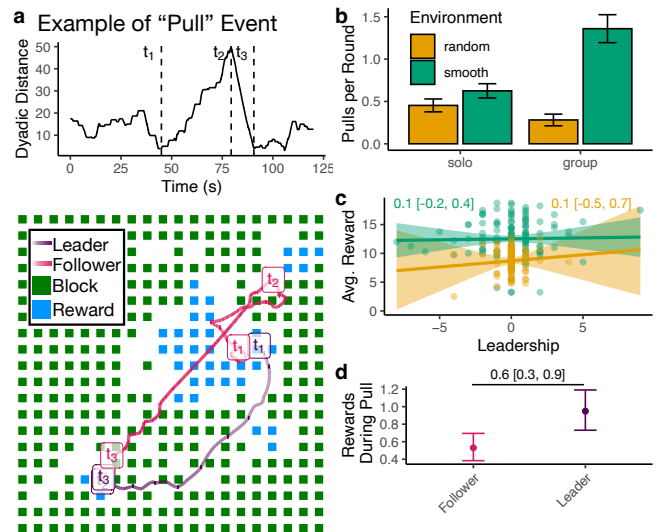 a
Example of “Pull” Event
t1
t2
t3
50
40
30
20
10
Dyadic Distance
0
25
50
75
100
120
Time (s)
Leader
Follower
Block
Reward
t2
t1
t1
t3
t3
b
Environment
random
smooth
1.5
1.0
0.5
0.0
Pulls per Round
solo
group
c
0.1 [-0.2, 0.4]
0.1 [-0.5, 0.7]
15
10
5
0
Avg. Reward
−5
0
5
Leadership
d
0.6 [0.3, 0.9]
1.2
1.0
0.8
0.6
0.4
Rewards
During Pull
Follower
Leader